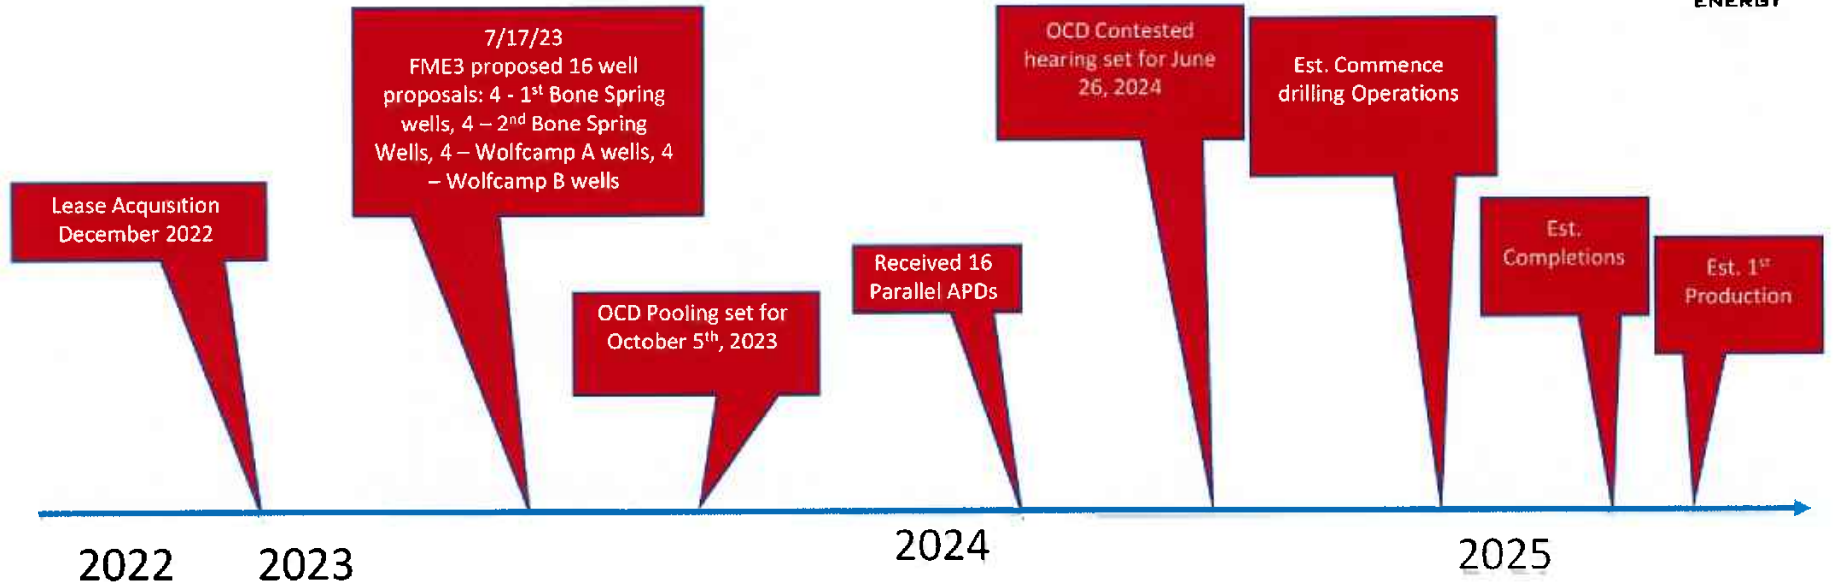 ENERGY
7/17/23
FME3 proposed 16 well
proposals: 4 - 1st Bone Spring
wells, 4 – 2nd Bone Spring
Wells, 4 – Wolfcamp A wells, 4
– Wolfcamp B wells
OCD Contested
hearing set for June
26, 2024
Est. Commence
drilling Operations
Lease Acquisition
December 2022
Est.
Completions
Received 16
Parallel APDs
Est. 1st
Production
OCD Pooling set for
October 5th, 2023
2022
2023
2024
2025